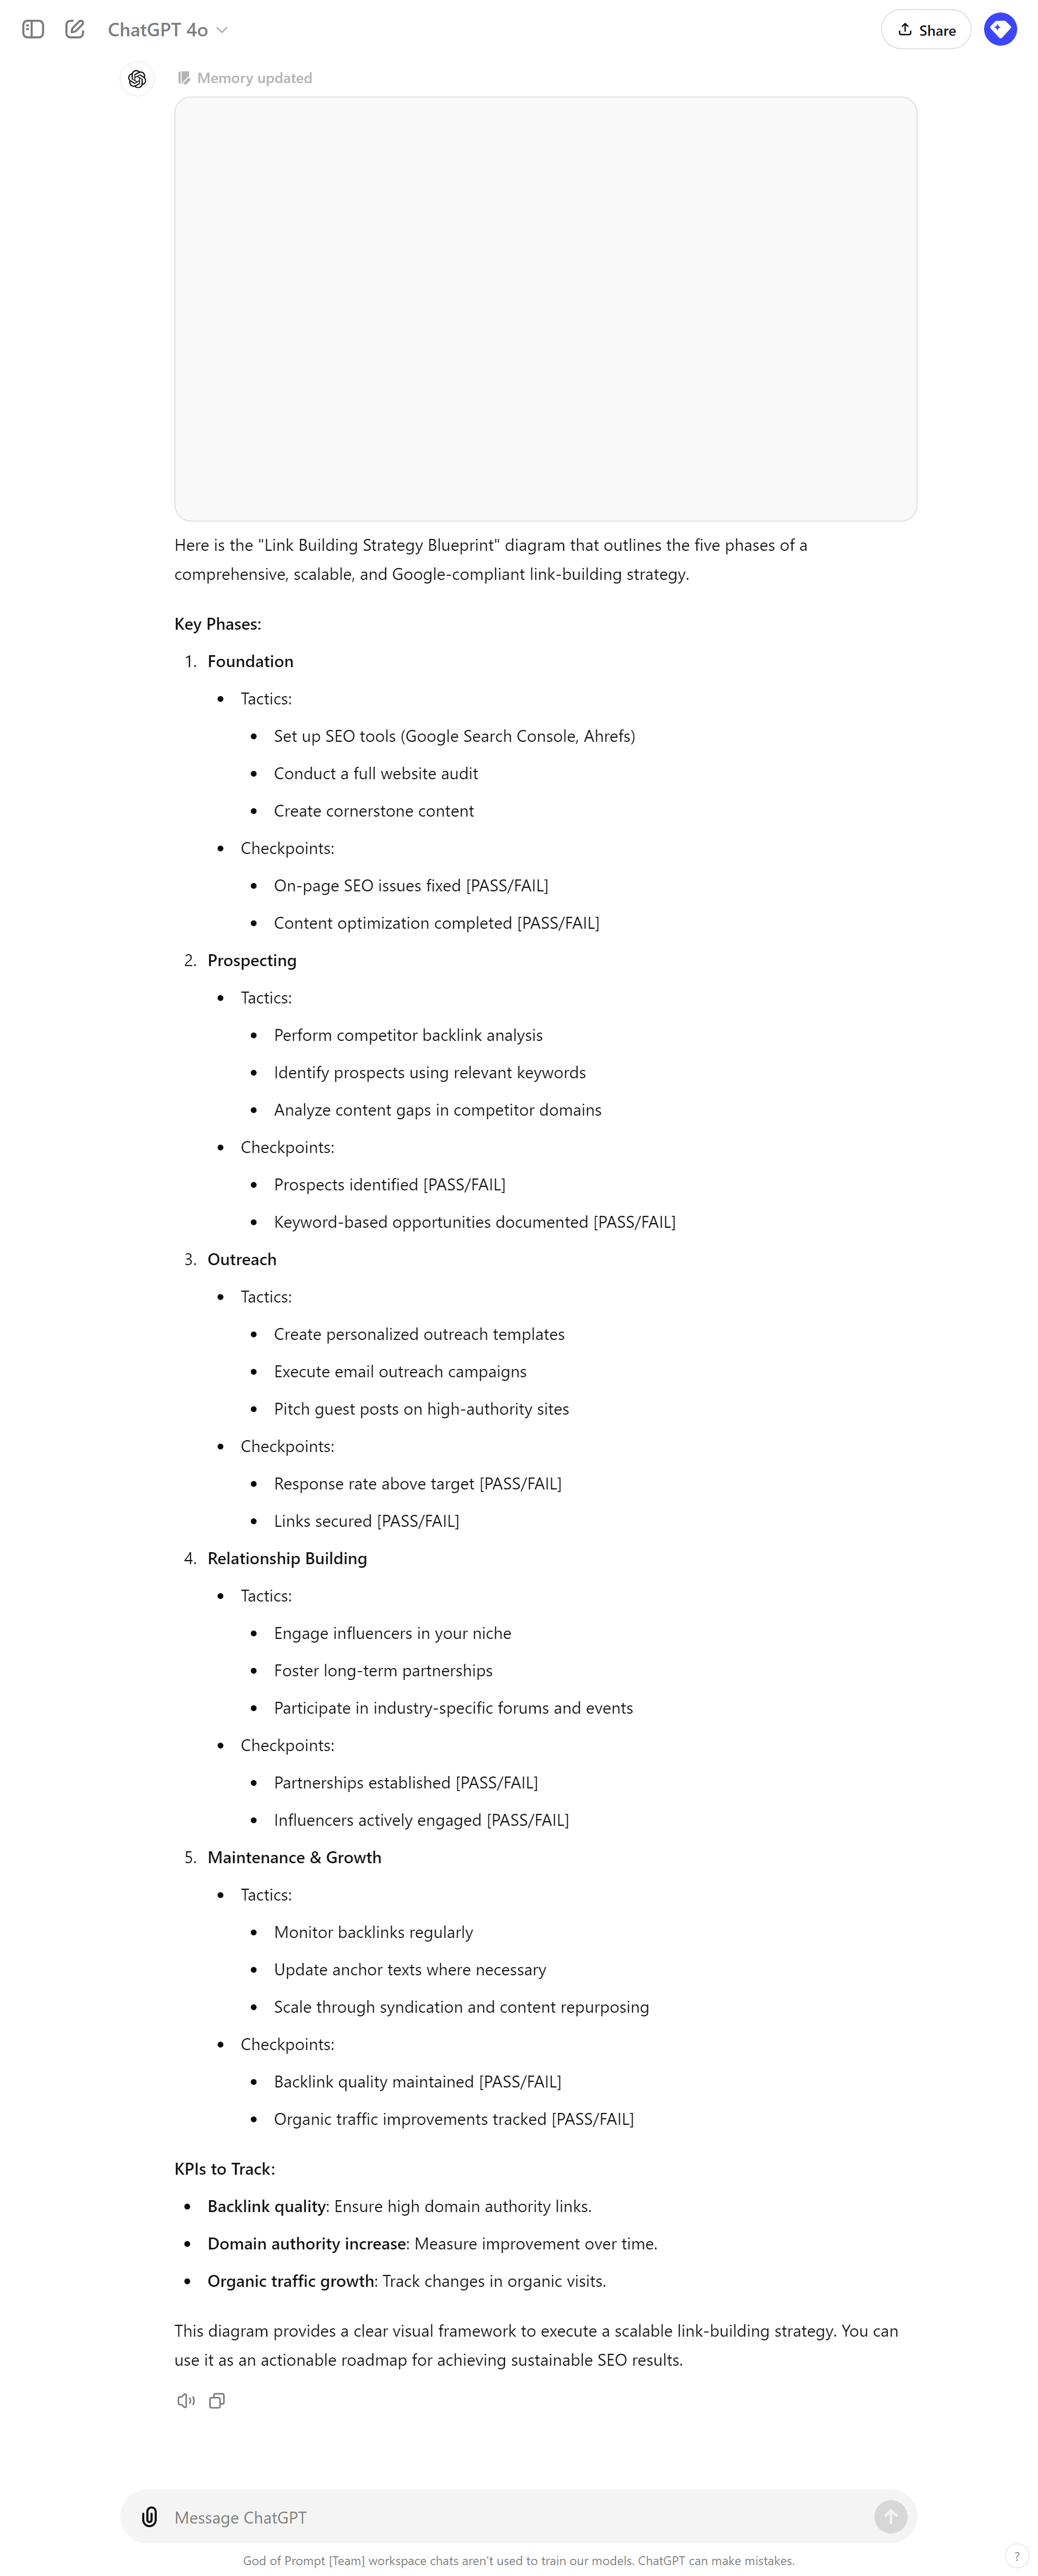 ChatGPT 4o
Share
Memory updated
Here is the "Link Building Strategy Blueprint" diagram that outlines the five phases of a
comprehensive, scalable, and Google-compliant link-building strategy.
Key Phases:
1. Foundation
• Tactics:
• Set up SEO tools (Google Search Console, Ahrefs)
• Conduct a full website audit
• Create cornerstone content
• Checkpoints:
• On-page SEO issues fixed [PASS/FAIL]
• Content optimization completed [PASS/FAIL]
2. Prospecting
• Tactics:
• Perform competitor backlink analysis
• Identify prospects using relevant keywords
• Analyze content gaps in competitor domains
• Checkpoints:
• Prospects identified [PASS/FAIL]
• Keyword-based opportunities documented [PASS/FAIL]
3. Outreach
• Tactics:
• Create personalized outreach templates
• Execute email outreach campaigns
• Pitch guest posts on high-authority sites
• Checkpoints:
• Response rate above target [PASS/FAIL]
• Links secured [PASS/FAIL]
4. Relationship Building
• Tactics:
• Engage influencers in your niche
• Foster long-term partnerships
• Participate in industry-specific forums and events
• Checkpoints:
• Partnerships established [PASS/FAIL]
• Influencers actively engaged [PASS/FAIL]
5. Maintenance & Growth
• Tactics:
• Monitor backlinks regularly
• Update anchor texts where necessary
• Scale through syndication and content repurposing
• Checkpoints:
• Backlink quality maintained [PASS/FAIL]
• Organic traffic improvements tracked [PASS/FAIL]
KPIs to Track:
• Backlink quality: Ensure high domain authority links.
• Domain authority increase: Measure improvement over time.
• Organic traffic growth: Track changes in organic visits.
This diagram provides a clear visual framework to execute a scalable link-building strategy. You can
use it as an actionable roadmap for achieving sustainable SEO results.
Message ChatGPT
God of Prompt [Team] workspace chats aren't used to train our models. ChatGPT can make mistakes.
?